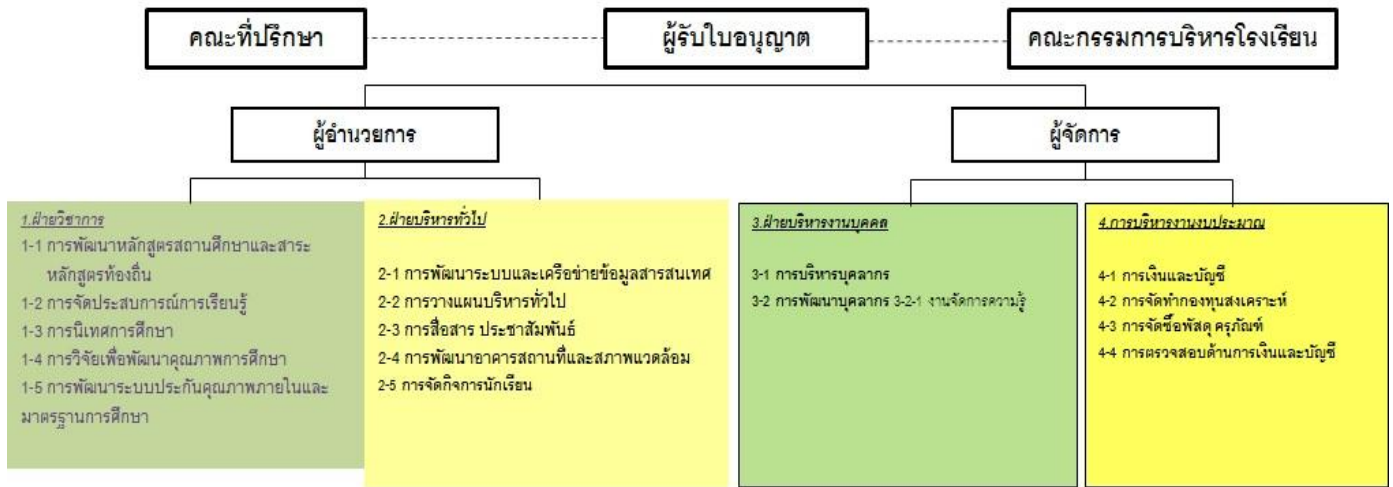 คณะที่ปรึกษา
ผู้รับใบอนุญาต
คณะกรรมการบริหารโรงเรียน
ผู้อำนวยการ
ผู้จัดการ
1.ฝ่ายวิชาการ
1-1 การพัฒนาหลักสูตรสถานศึกษาและสาระ
หลักสูตรท้องถิ่น
1-2 การจัดประสบการณ์การเรียนรู้
1-3 การนิเทศการศึกษา
1-4 การวิจัยเพื่อพัฒนาคุณภาพการศึกษา
1-5 การพัฒนาระบบประกันคุณภาพภายในและ
มาตรฐานการศึกษา
2.ฝ่ายบริหารทั่วไป
2-1 การพัฒนาระบบและเครือข่ายข้อมูลสารสนเทศ
2-2 การวางแผนบริหารทั่วไป
2-3 การสื่อสาร ประชาสัมพันธ์
2-4 การพัฒนาอาคารสถานที่และสภาพแวดล้อม
2-5 การจัดกิจการนักเรียน
3.ฝ่ายบริหารงานบุคคล
3-1 การบริหารบุคลากร
3-2 การพัฒนาบุคลากร 3-2-1 งานจัดการความรู้
4.การบริหารงานงบประมาณ
4-1 การเงินและบัญชี
4-2 การจัดทำกองทุนสงเคราะห์
4-3 การจัดซื้อพัสดุ ครุภัณฑ์
4-4 การตรวจสอบด้านการเงินและบัญชี